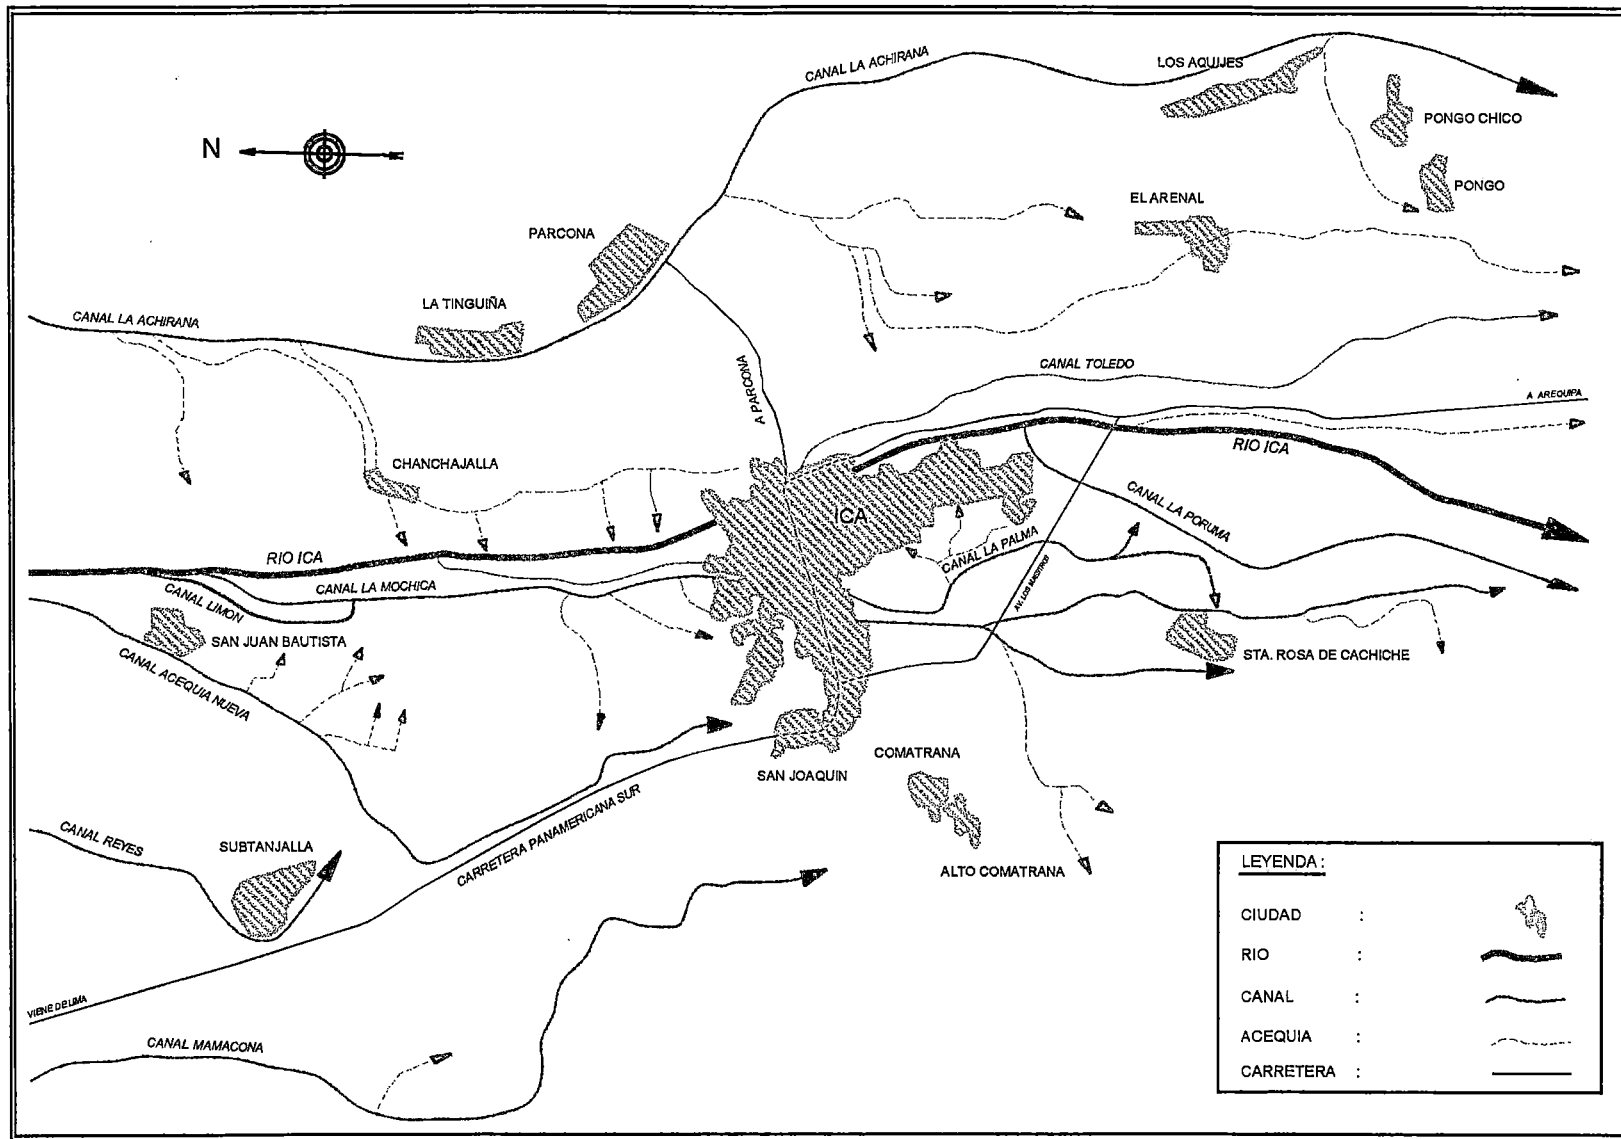 CANAL LA ACHIRANA
LOS AQUIJES
PONGO CHICO
N
PONGO
EL ARENAL
PARCONA
LA TINGUIÑA
CANAL LA ACHIRANA
A PARCONA
CANAL TOLEDO
A AREQUIPA
RIO ICA
CHANCHAJALLA
ICA
CANAL LA PORUMA
CANAL LA PALMA
RIO ICA
CANAL LA MOCHICA
CANAL LIMON
AV. LOS MAESTROS
SAN JUAN BAUTISTA
STA. ROSA DE CACHICHE
CANAL ACEQUIA NUEVA
COMATRANA
SAN JOAQUIN
CARRETERA PANAMERICANA SUR
CANAL REYES
SUBTANJALLA
ALTO COMATRANA
VIENE DE LIMA
CANAL MAMACONA
LEYENDA :
CIUDAD :
RIO :
CANAL :
ACEQUIA :
CARRETERA :